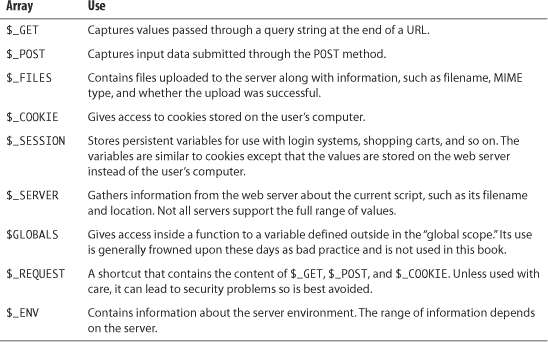 Array Use
$_GET Captures values passed through a query string at the end of a URL.
$_POST Captures input data submitted through the POST method.
$_FILES Contains files uploaded to the server along with information, such as filename, MIME
type, and whether the upload was successful.
$_COOKIE Gives access to cookies stored on the user’s computer.
$_SESSION Stores persistent variables for use with login systems, shopping carts, and so on. The
variables are similar to cookies except that the values are stored on the web server
instead of the user’s computer.
$_SERVER Gathers information from the web server about the current script, such as its filename
and location. Not all servers support the full range of values.
$GLOBALS Gives access inside a function to a variable defined outside in the “global scope.” Its use
is generally frowned upon these days as bad practice and is not used in this book.
$_REQUEST A shortcut that contains the content of $_GET, $_POST, and $_COOKIE. Unless used with
care, it can lead to security problems so is best avoided.
$_ENV Contains information about the server environment. The range of information depends
on the server.